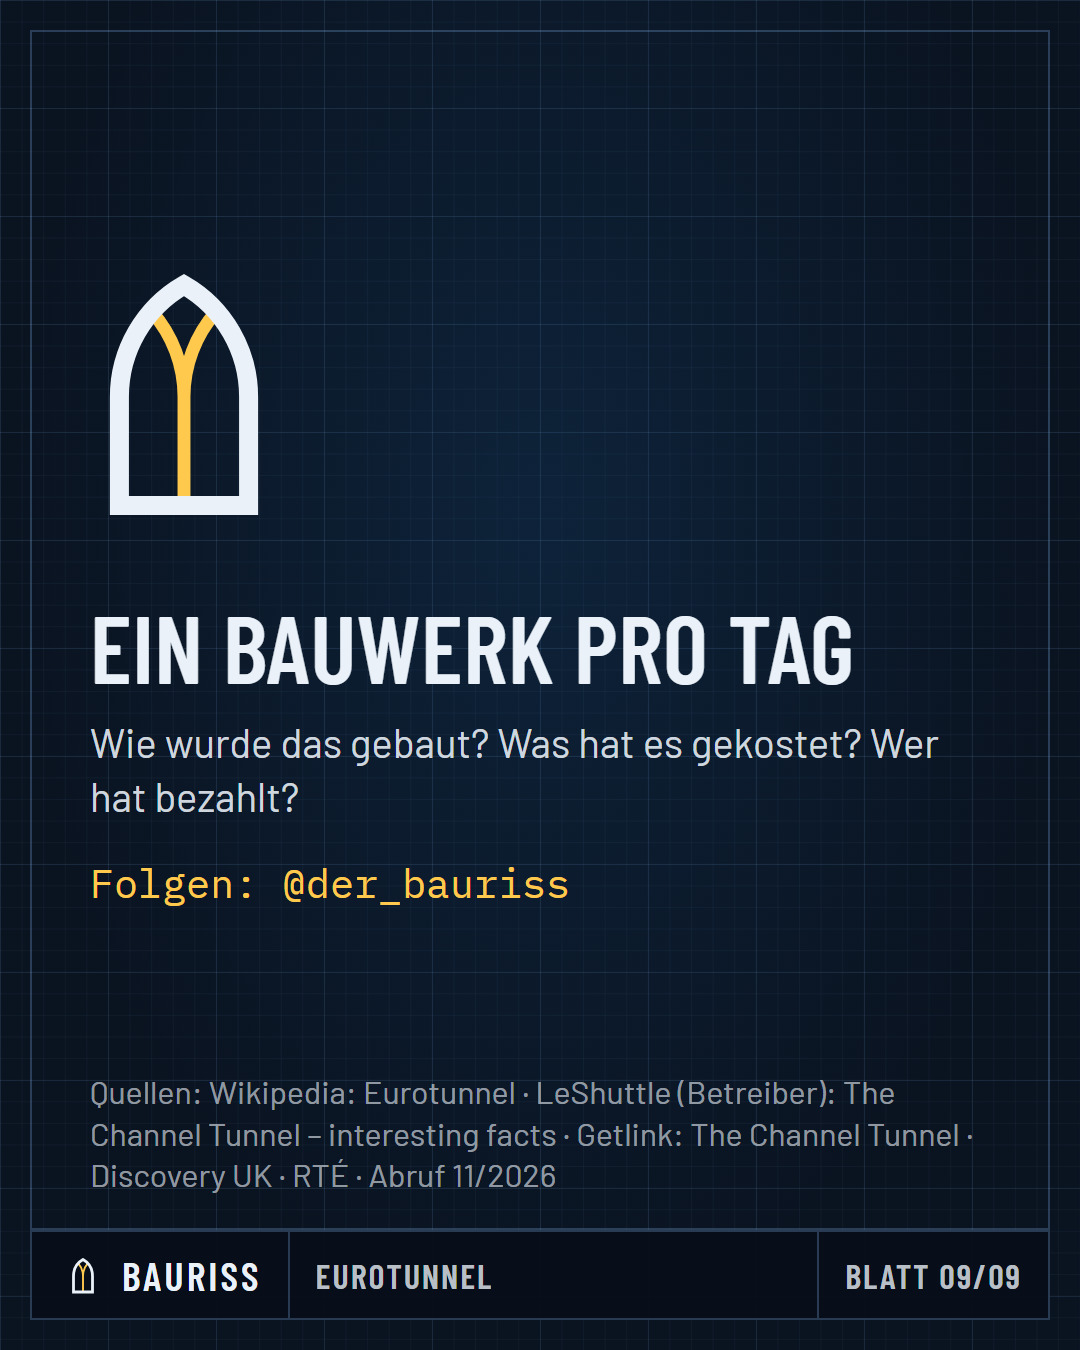 EIN BAUWERK PRO TAG
Wie wurde das gebaut? Was hat es gekostet? Wer
hat bezahlt?
Folgen: @der_bauriss
Quellen: Wikipedia: Eurotunnel · LeShuttle (Betreiber): The
Channel Tunnel – interesting facts · Getlink: The Channel Tunnel ·
Discovery UK · RTÉ · Abruf 11/2026
BAURISS
EUROTUNNEL
BLATT 09/09